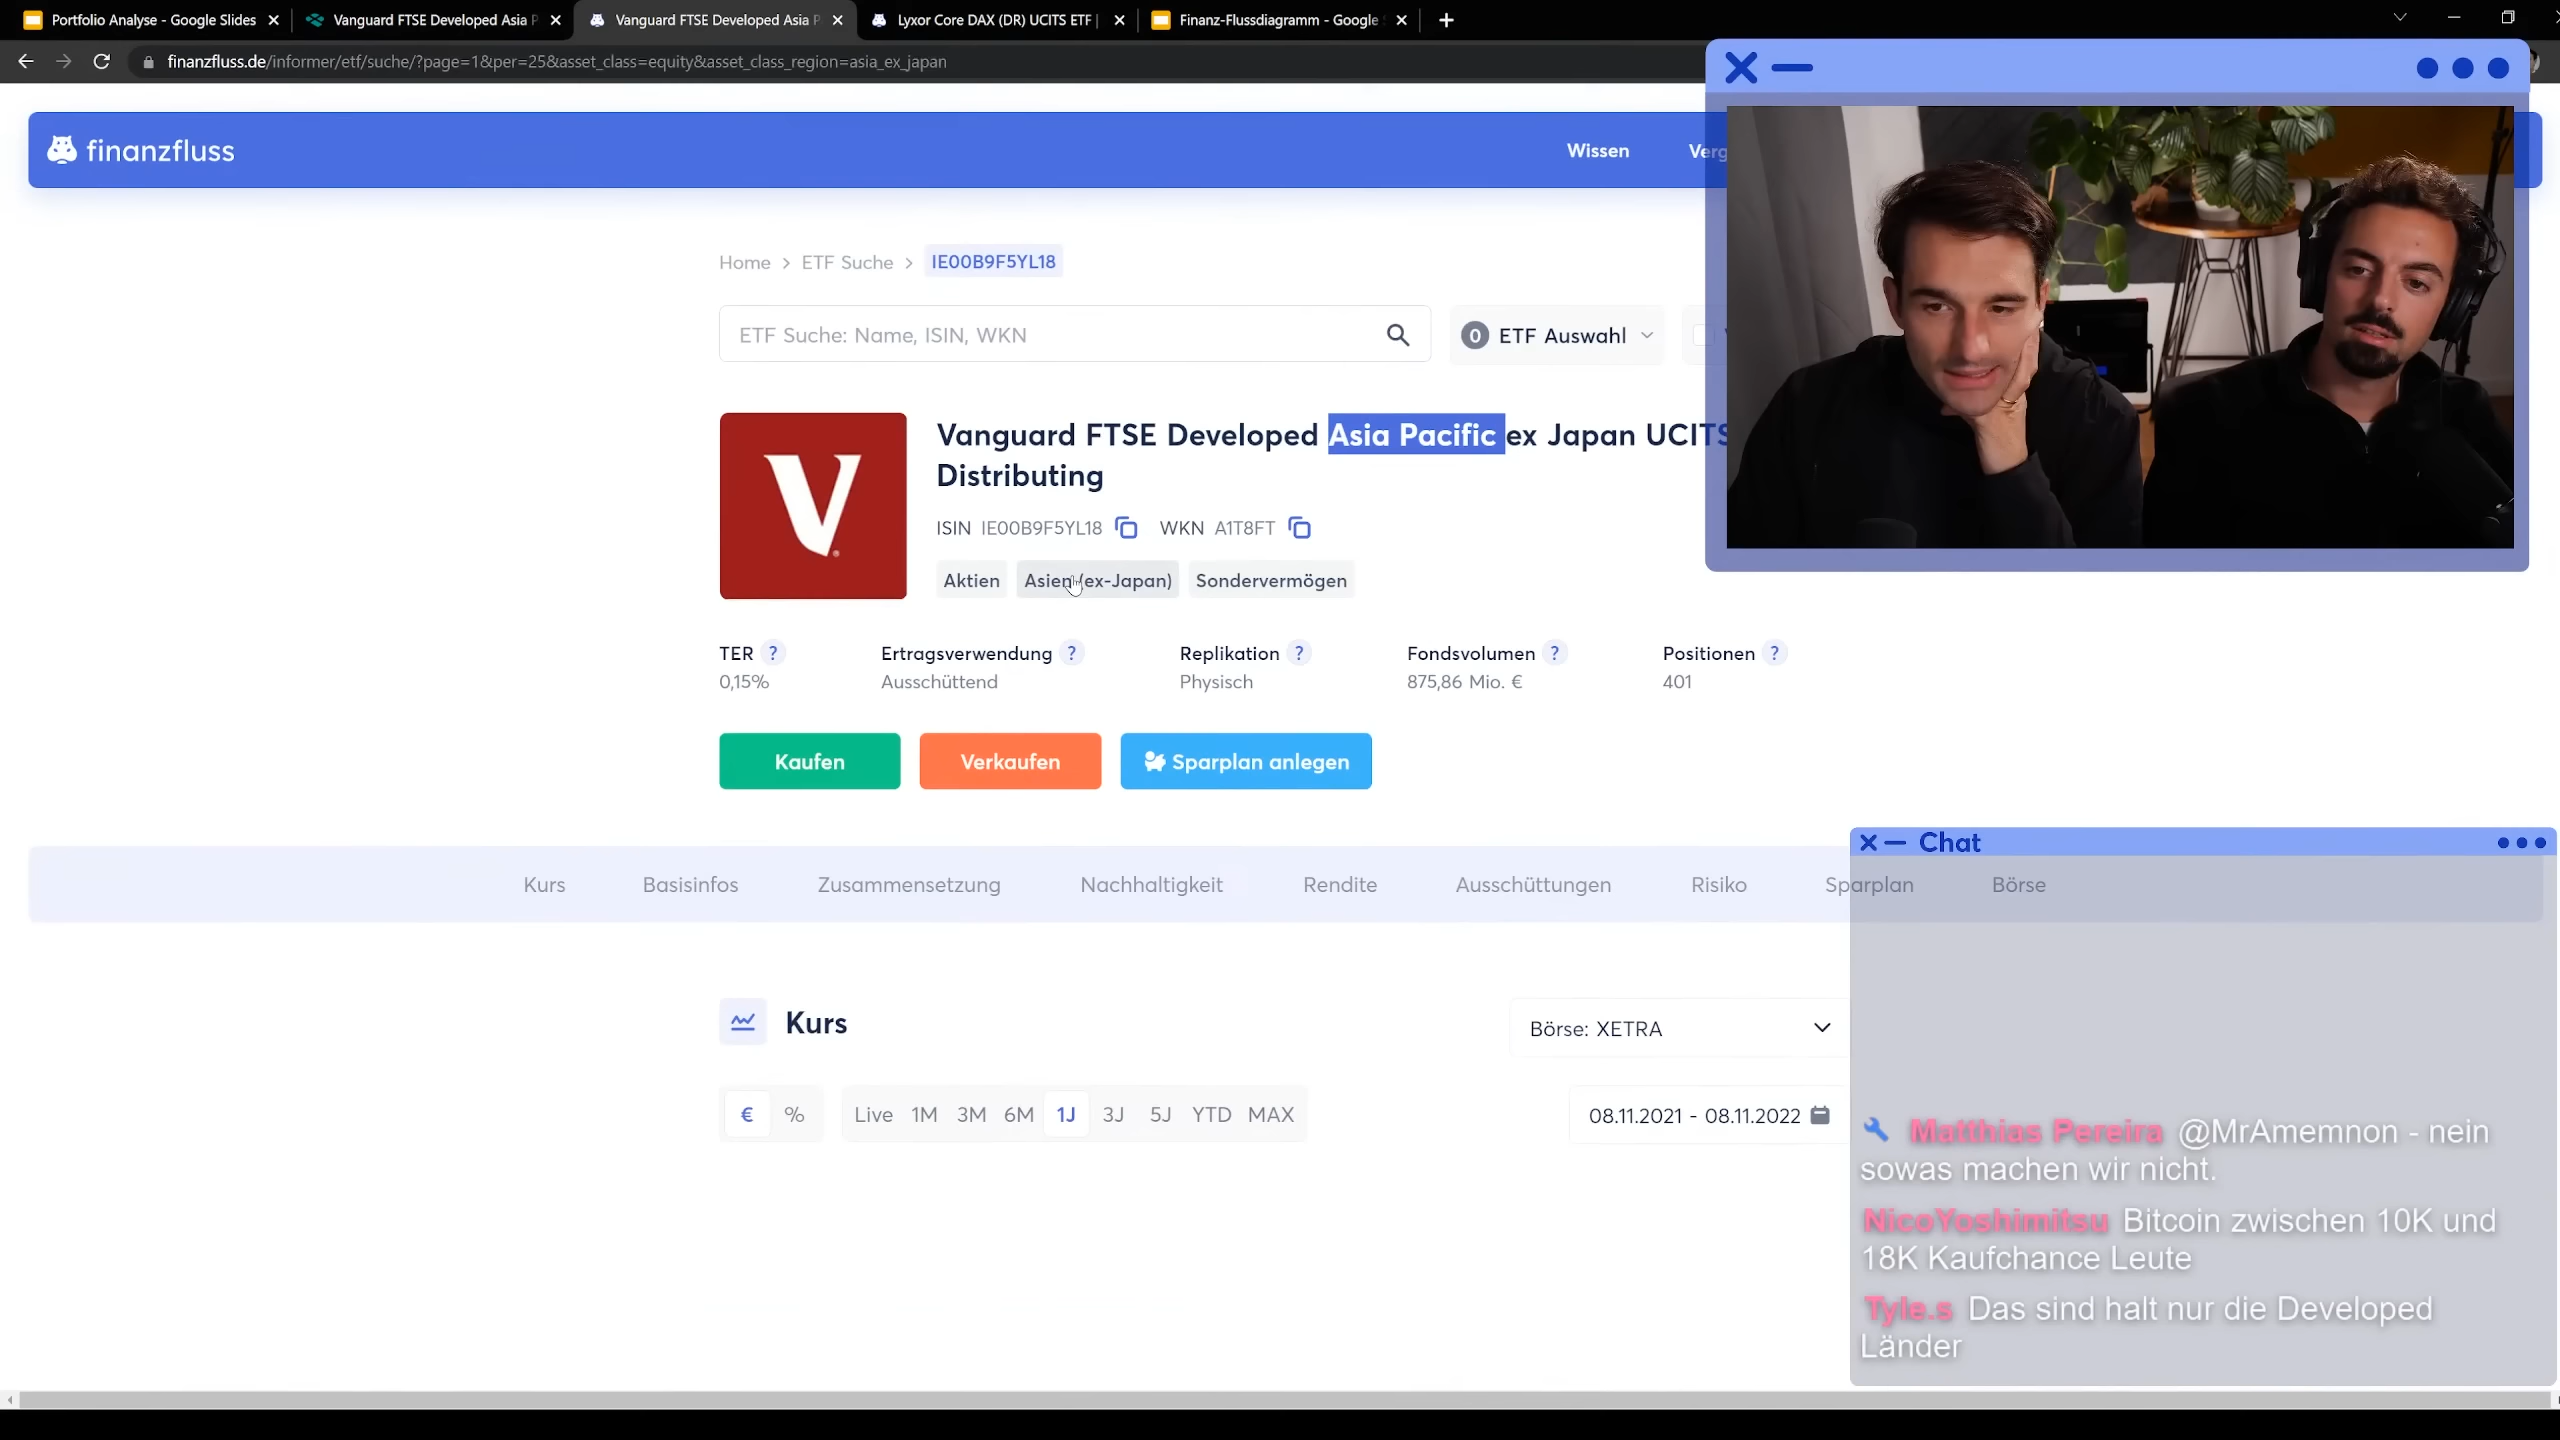 Portfolio Analyse - Google Slides
Vanguard FTSE Developed Asia P
Vanguard FTSE Developed Asia P
Lyxor Core DAX (DR) UCITS ETF |
Finanz-Flussdiagramm - Google
finanzfluss.de/informer/etf/suche/?page=1&per=25&asset_class=equity&asset_class_region=asia_ex_japan
finanzfluss
Wissen
Verg
Home > ETF Suche > IE00B9F5YL18
ETF Suche: Name, ISIN, WKN
0 ETF Auswahl
Vanguard FTSE Developed Asia Pacific ex Japan UCITS
Distributing
ISIN IE00B9F5YL18 WKN A1T8FT
Aktien Asien (ex-Japan) Sondervermögen
TER ? Ertragsverwendung ? Replikation ? Fondsvolumen ? Positionen ?
0,15% Ausschüttend Physisch 875,86 Mio. € 401
Kaufen Verkaufen Sparplan anlegen
Chat
Kurs Basisinfos Zusammensetzung Nachhaltigkeit Rendite Ausschüttungen Risiko Sparplan Börse
Kurs
Börse: XETRA
€ % Live 1M 3M 6M 1J 3J 5J YTD MAX
08.11.2021 - 08.11.2022
Matthias Pereira @MrAmemnon - nein
sowas machen wir nicht.
NicoYoshimitsu Bitcoin zwischen 10K und
18K Kaufchance Leute
Tyle.s Das sind halt nur die Developed
Länder